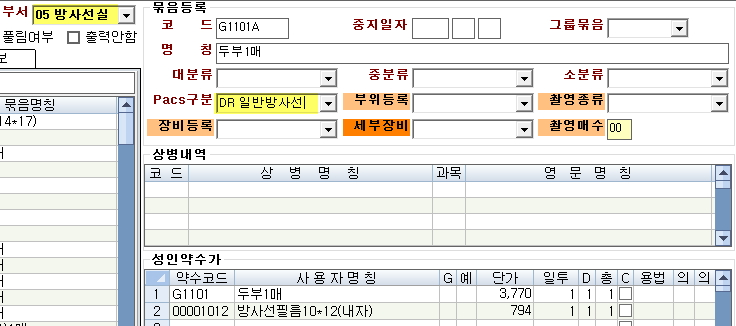 부서 05 방사선실
풀림여부 출력안함
보
묶음명칭
14*17)
묶음등록
코 드 G1101A 중지일자 그룹묶음
명 칭 두부1매
대분류 중분류 소분류
Pacs구분 DR 일반방사선 부위등록 촬영종류
장비등록 세부장비 촬영매수 00
상병내역
코 드 상 병 명 칭 과목 영 문 명 칭
성인약수가
약수코드 사용자명칭 G 예 단가 일투 D 총 C 용법 의 의
1 G1101 두부1매 3,770 1 1 1
2 00001012 방사선필름10*12(내자) 794 1 1 1